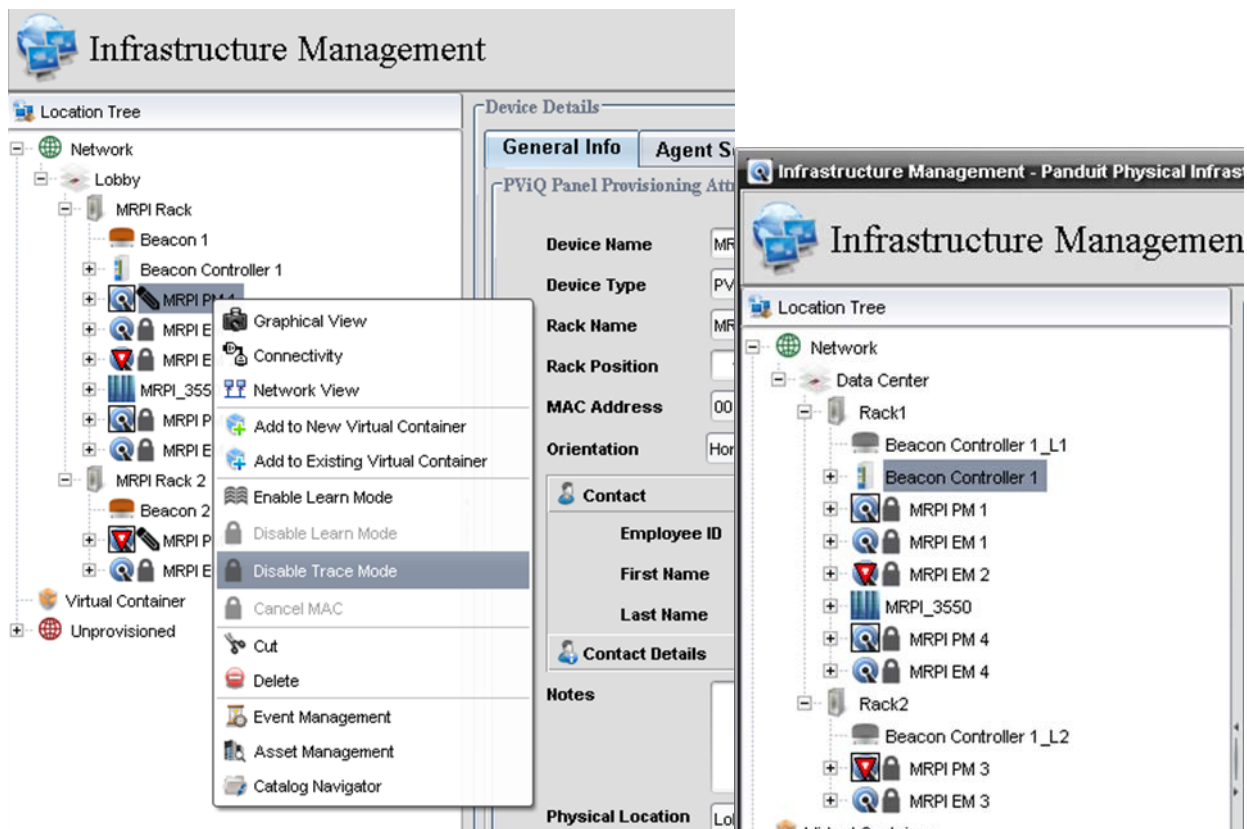 Infrastructure Management
Location Tree
Network
Lobby
MRPI Rack
Beacon 1
Beacon Controller 1
MRPI PM 1
MRPI E
MRPI E
MRPI_355
MRPI P
MRPI E
MRPI Rack 2
Beacon 2
MRPI P
MRPI E
Virtual Container
Unprovisioned
Graphical View
Connectivity
Network View
Add to New Virtual Container
Add to Existing Virtual Container
Enable Learn Mode
Disable Learn Mode
Disable Trace Mode
Cancel MAC
Cut
Delete
Event Management
Asset Management
Catalog Navigator
Device Details
General Info Agent S
PViQ Panel Provisioning Att
Device Name MR
Device Type PV
Rack Name MR
Rack Position
MAC Address 00
Orientation Hor
Contact
Employee ID
First Name
Last Name
Contact Details
Notes
Physical Location Lo
Infrastructure Management - Panduit Physical Infrast
Infrastructure Managemen
Location Tree
Network
Data Center
Rack1
Beacon Controller 1_L1
Beacon Controller 1
MRPI PM 1
MRPI EM 1
MRPI EM 2
MRPI_3550
MRPI PM 4
MRPI EM 4
Rack2
Beacon Controller 1_L2
MRPI PM 3
MRPI EM 3